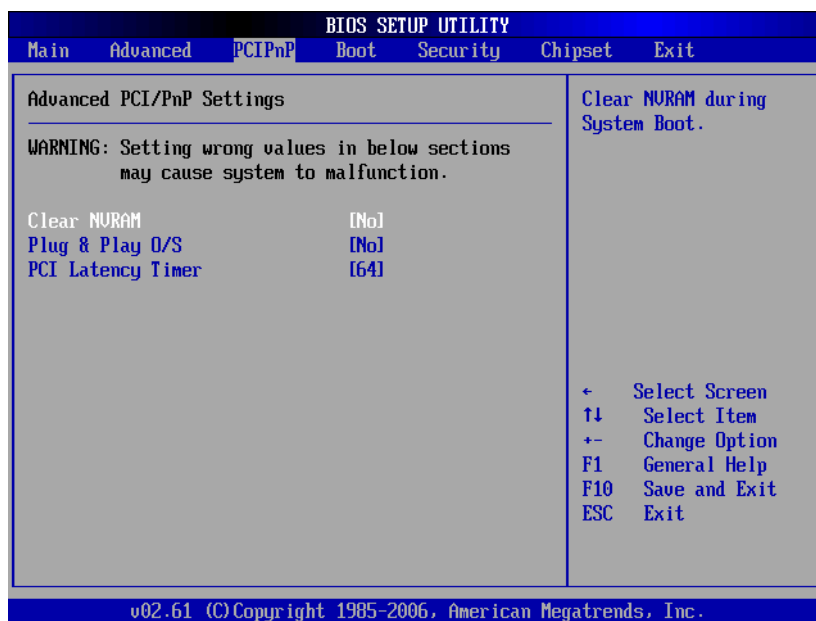 BIOS SETUP UTILITY
Main Advanced PCIPnP Boot Security Chipset Exit
Advanced PCI/PnP Settings
WARNING: Setting wrong values in below sections
may cause system to malfunction.
Clear NVRAM [No]
Plug & Play O/S [No]
PCI Latency Timer [64]
Clear NVRAM during
System Boot.
← Select Screen
↑↓ Select Item
+- Change Option
F1 General Help
F10 Save and Exit
ESC Exit
v02.61 (C)Copyright 1985-2006, American Megatrends, Inc.